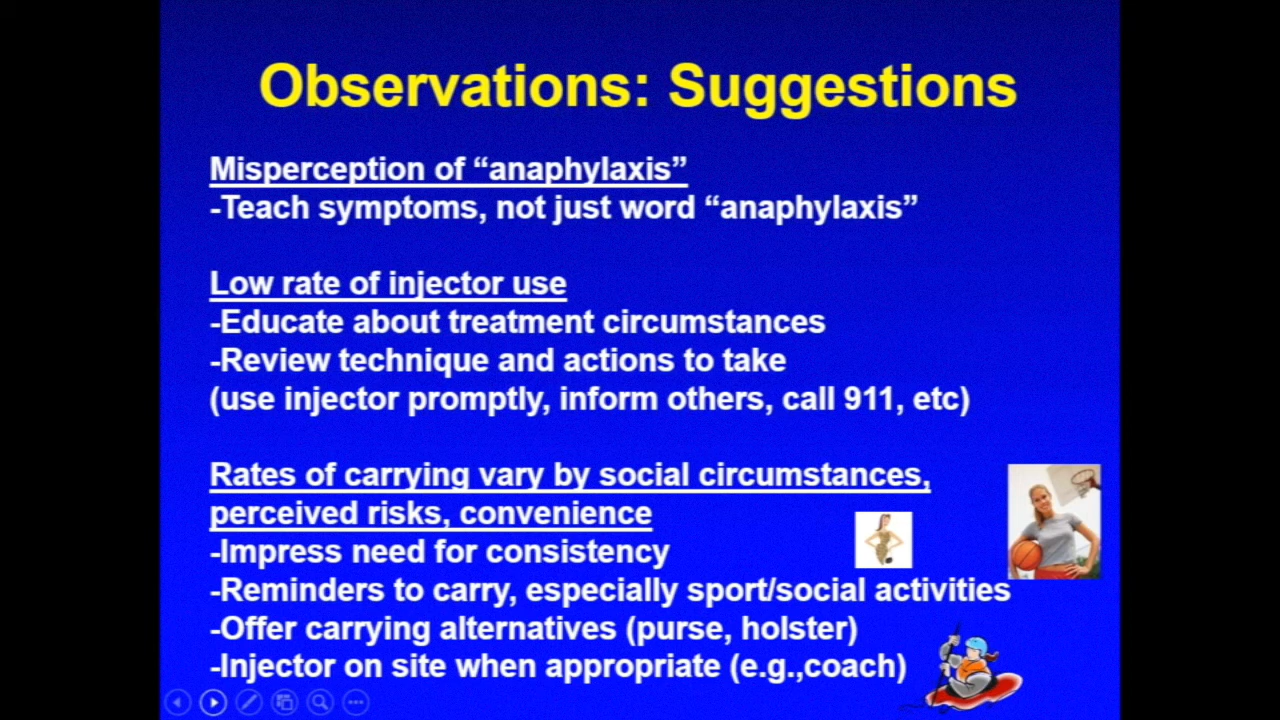 Observations: Suggestions
Misperception of “anaphylaxis”
-Teach symptoms, not just word “anaphylaxis”
Low rate of injector use
-Educate about treatment circumstances
-Review technique and actions to take
(use injector promptly, inform others, call 911, etc)
Rates of carrying vary by social circumstances,
perceived risks, convenience
-Impress need for consistency
-Reminders to carry, especially sport/social activities
-Offer carrying alternatives (purse, holster)
-Injector on site when appropriate (e.g.,coach)